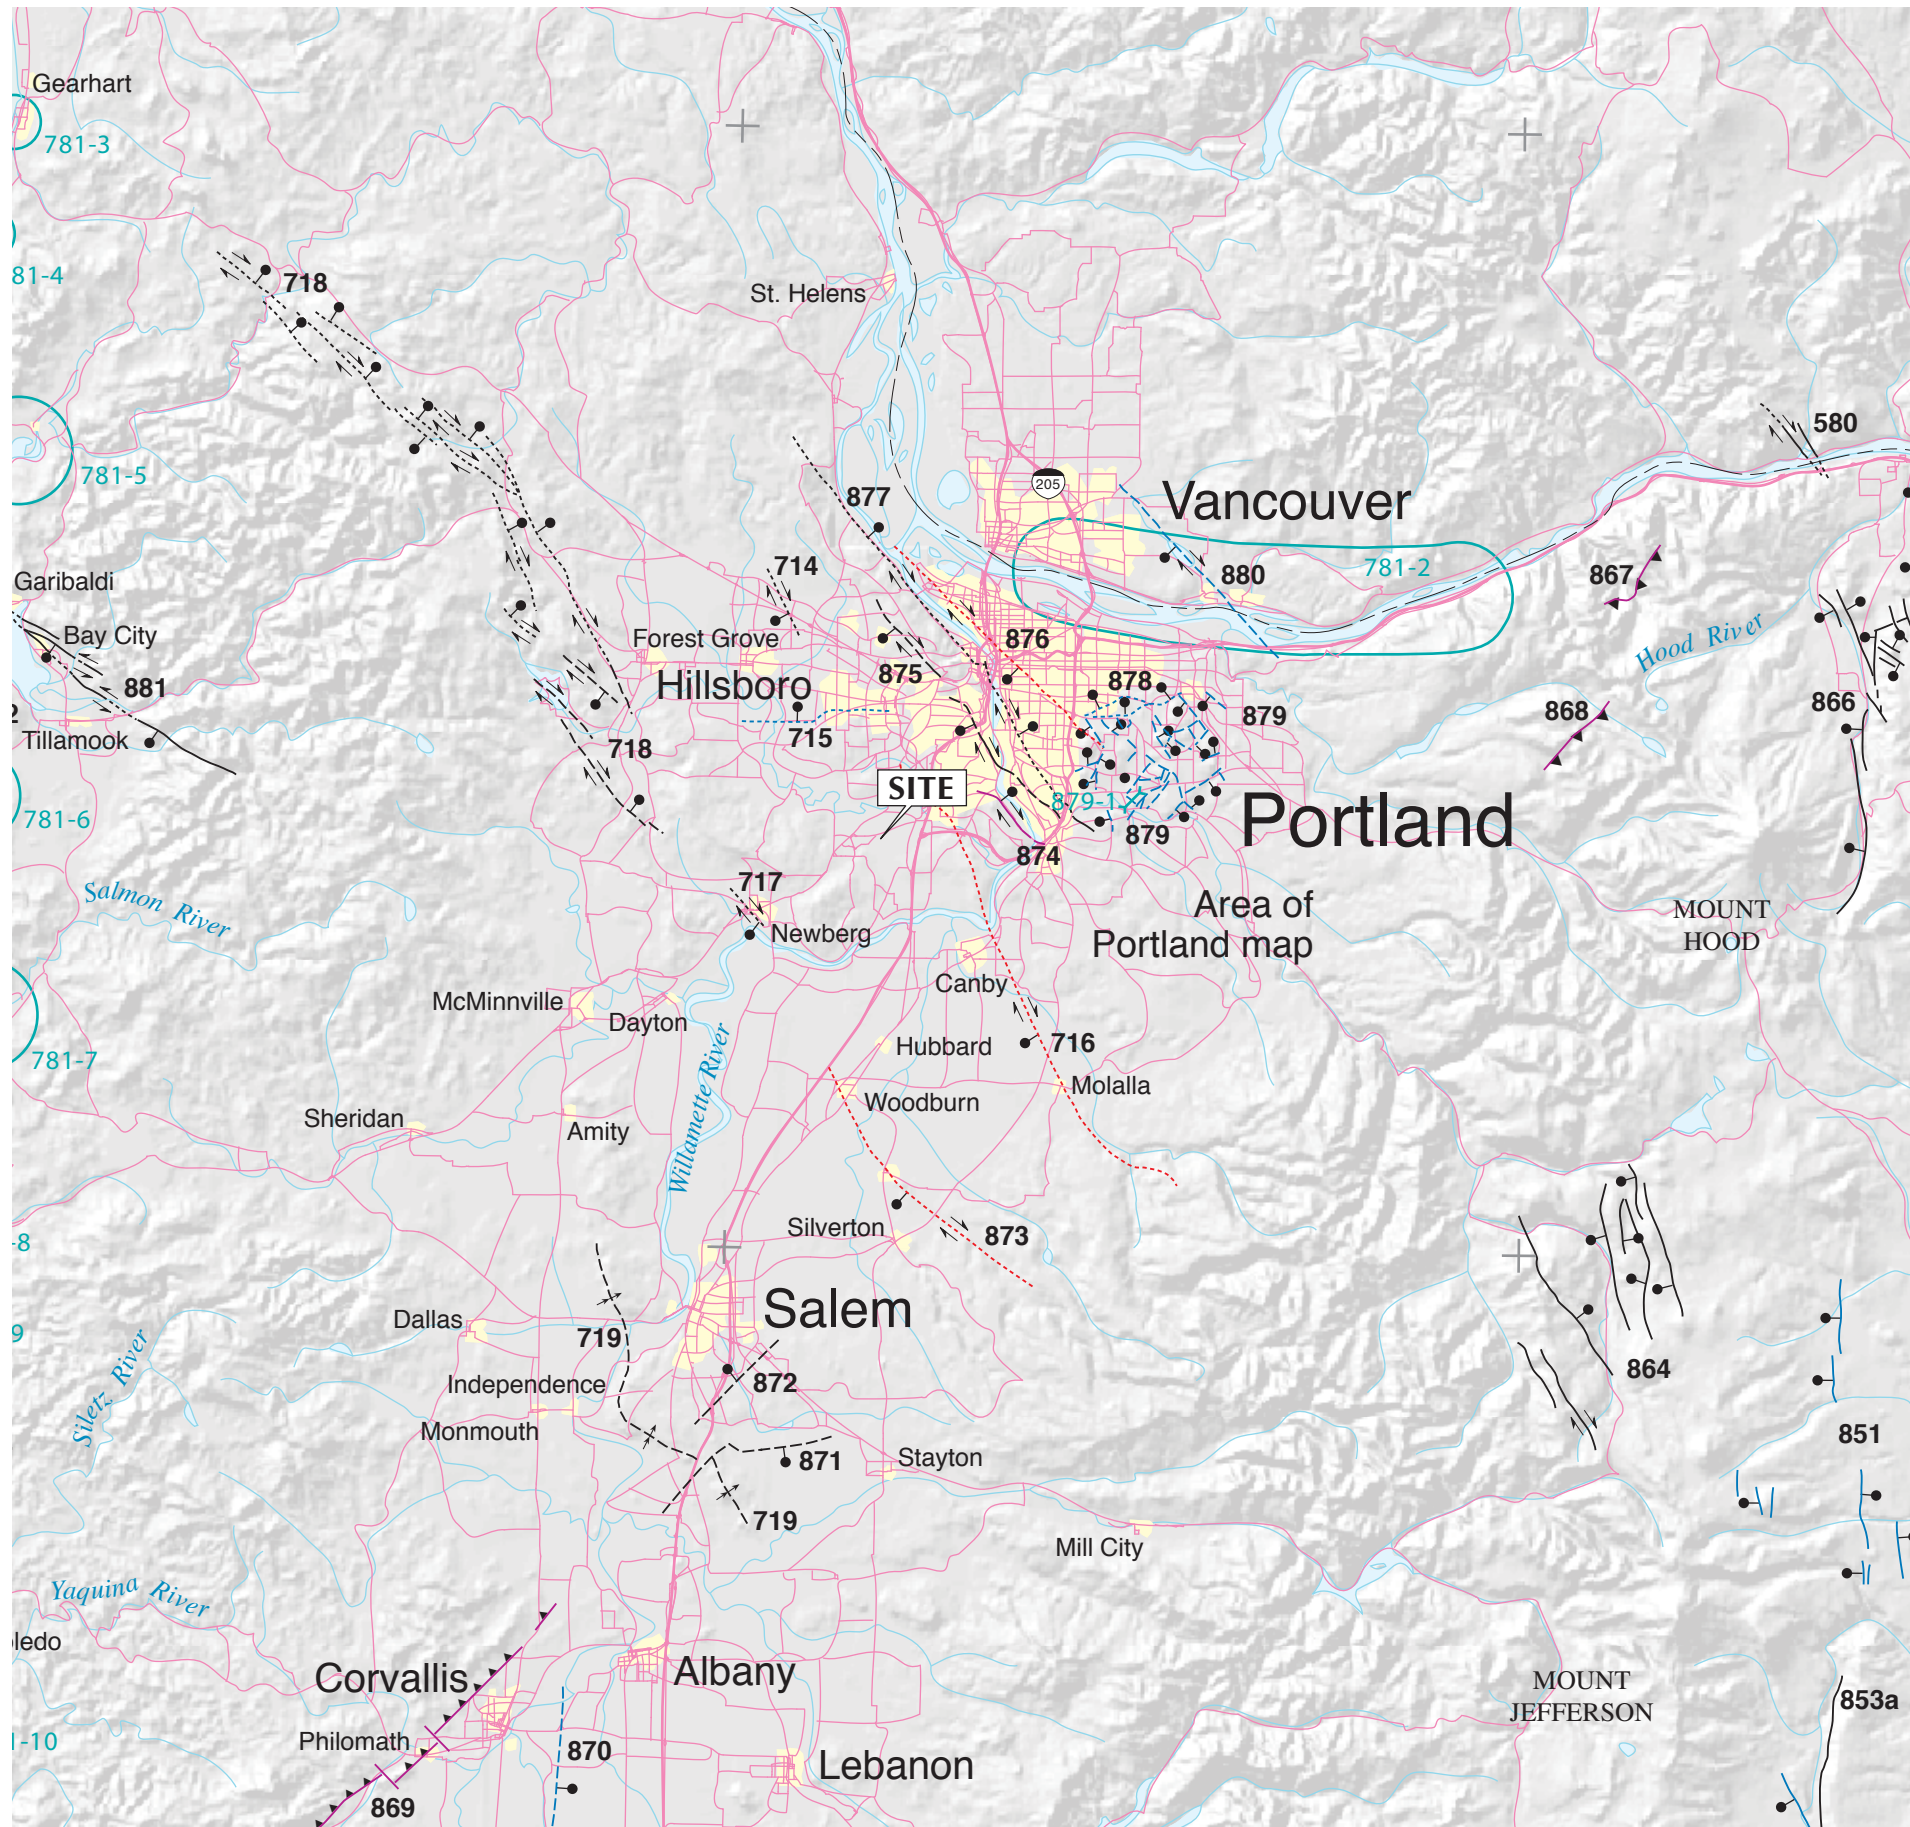 Gearhart
781-3
81-4
718
St. Helens
580
781-5
877
205
Vancouver
714
880
781-2
867
Garibaldi
Bay City
Forest Grove
876
Hood River
875
Hillsboro
878
881
879
868
866
2
Tillamook
718
715
SITE
781-6
879-1
879
Portland
874
717
Salmon River
Area of
Portland map
MOUNT
HOOD
Newberg
Canby
McMinnville
Dayton
716
Hubbard
781-7
Willamette River
Molalla
Woodburn
Sheridan
Amity
Silverton
873
-8
Salem
Dallas
719
9
Siletz River
864
Independence
872
Monmouth
851
871
Stayton
719
Mill City
Yaquina River
oledo
Corvallis
Albany
MOUNT
JEFFERSON
853a
Philomath
1-10
870
Lebanon
869